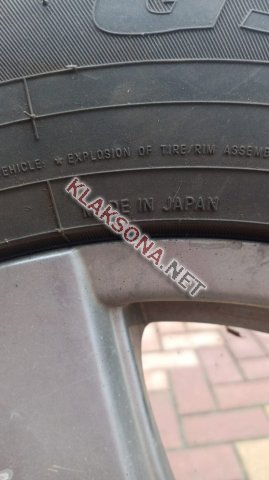 VEHICLE. * EXPLOSION OF TIRE/RIM ASSEMB
MADE IN JAPAN
KLAKSONA.NET